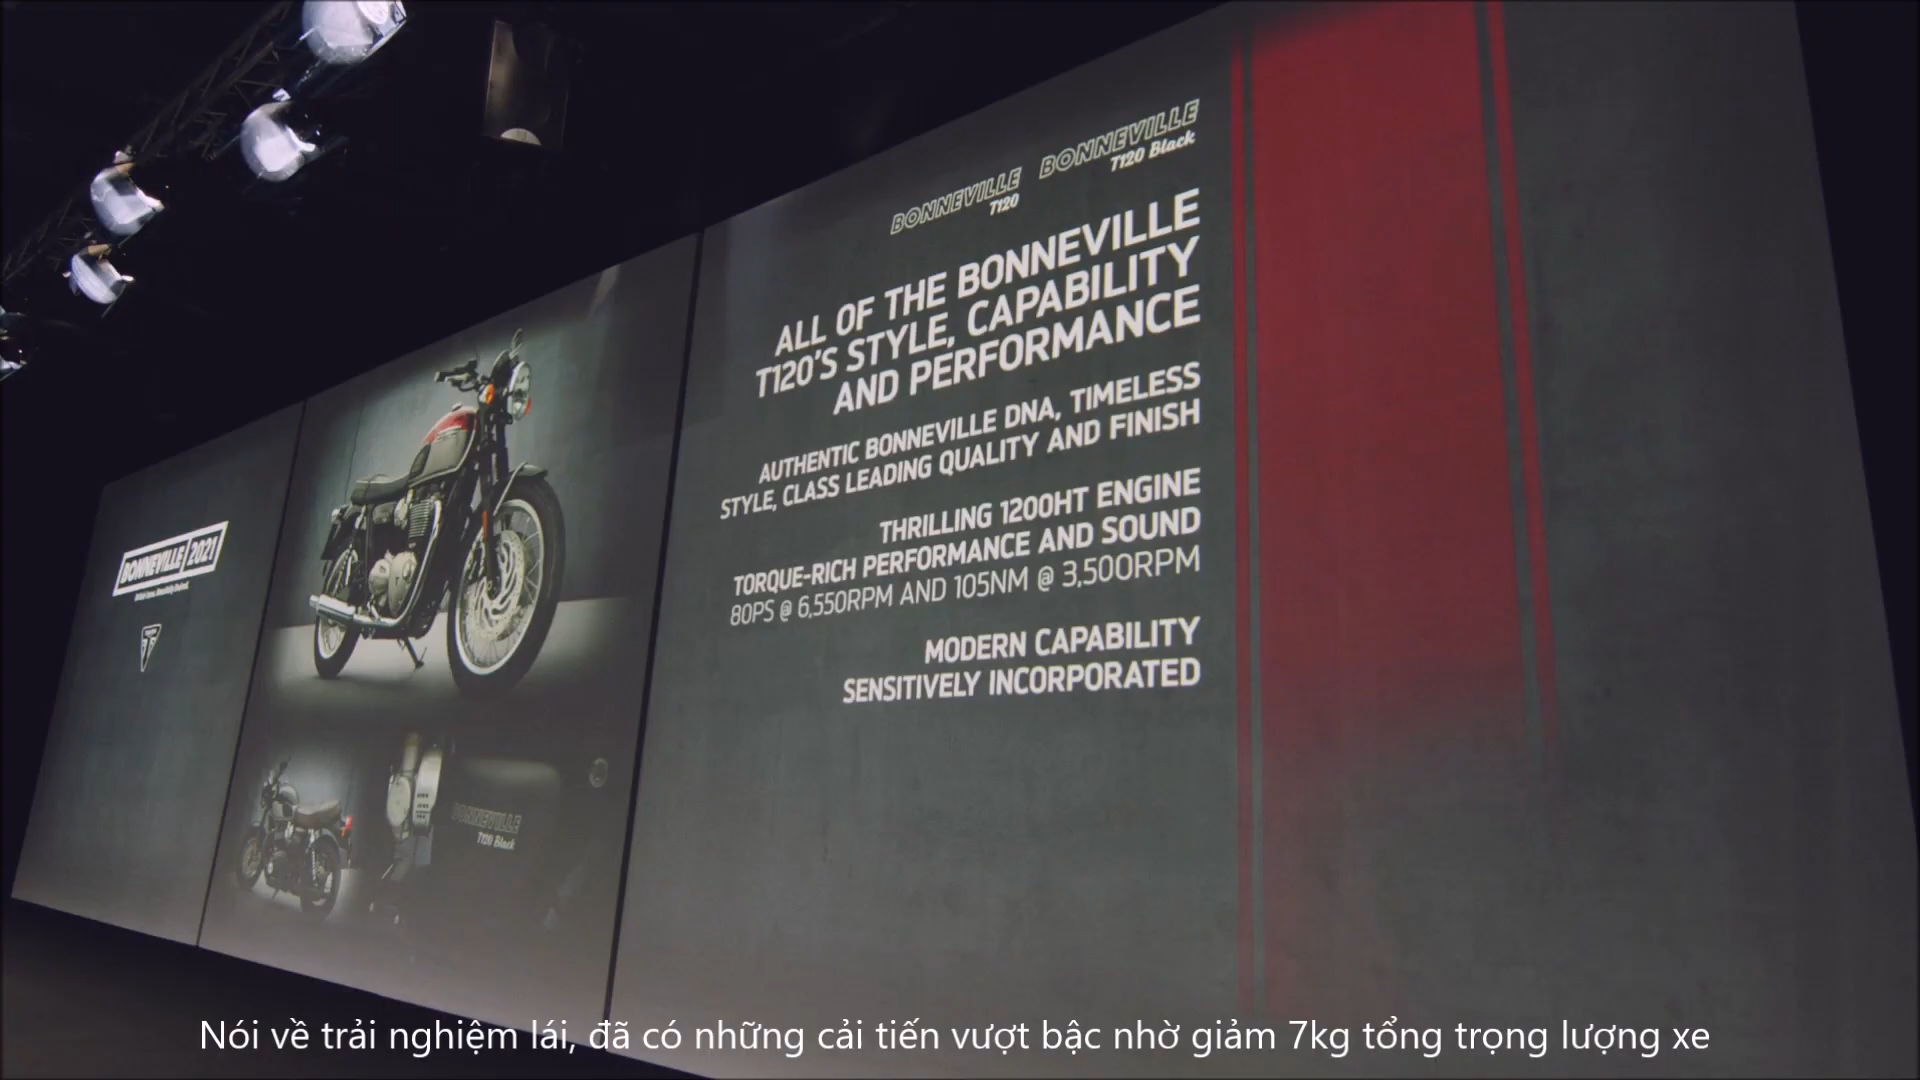 BONNEVILLE 2021
TRIUMPH
BONNEVILLE
T120 Black
BONNEVILLE
T120
BONNEVILLE
T120 Black
ALL OF THE BONNEVILLE
T120'S STYLE, CAPABILITY
AND PERFORMANCE
AUTHENTIC BONNEVILLE DNA, TIMELESS
STYLE, CLASS LEADING QUALITY AND FINISH
THRILLING 1200HT ENGINE
TORQUE-RICH PERFORMANCE AND SOUND
80PS @ 6,550RPM AND 105NM @ 3,500RPM
MODERN CAPABILITY
SENSITIVELY INCORPORATED
Nói về trải nghiệm lái, đã có những cải tiến vượt bậc nhờ giảm 7kg tổng trọng lượng xe